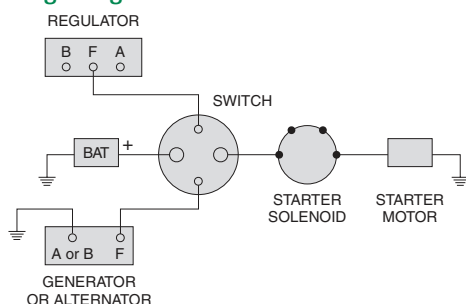 REGULATOR
B F A
SWITCH
BAT +
STARTER SOLENOID
STARTER MOTOR
A or B F
GENERATOR
OR ALTERNATOR